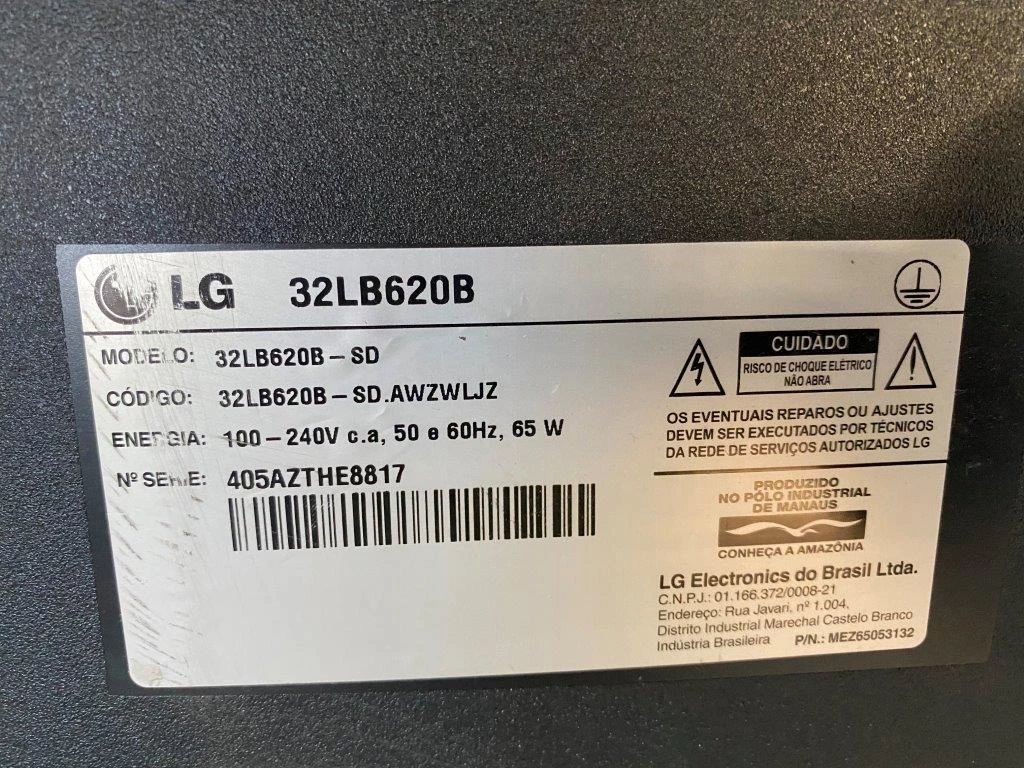 LG 32LB620B
MODELO: 32LB620B-SD
CÓDIGO: 32LB620B-SD.AWZWLJZ
ENERGIA: 100-240V c.a, 50 e 60Hz, 65 W
Nº SERIE: 405AZTHE8817
CUIDADO
RISCO DE CHOQUE ELÉTRICO
NÃO ABRA
OS EVENTUAIS REPAROS OU AJUSTES
DEVEM SER EXECUTADOS POR TÉCNICOS
DA REDE DE SERVIÇOS AUTORIZADOS LG
PRODUZIDO
NO PÓLO INDUSTRIAL
DE MANAUS
CONHEÇA A AMAZÔNIA
LG Electronics do Brasil Ltda.
C.N.P.J.: 01.166.372/0008-21
Endereço: Rua Javari, nº 1.004,
Distrito Industrial Marechal Castelo Branco
Indústria Brasileira P/N.: MEZ65053132